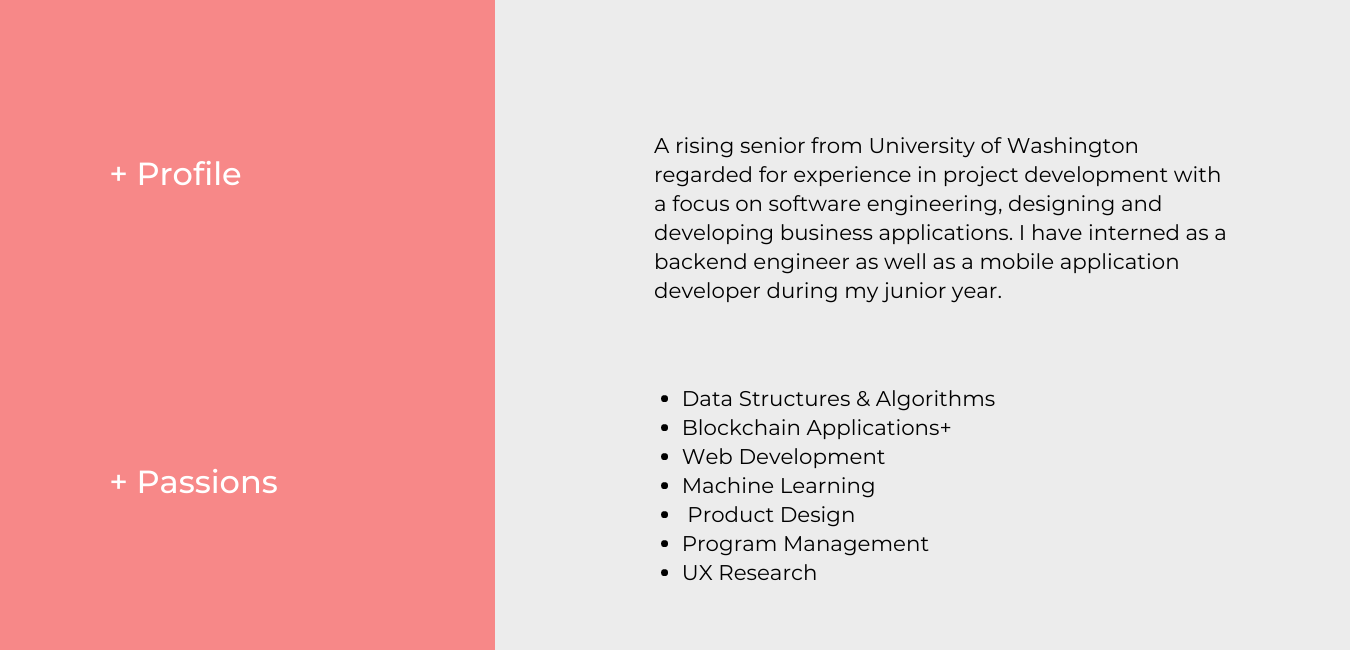 + Profile
A rising senior from University of Washington
regarded for experience in project development with
a focus on software engineering, designing and
developing business applications. I have interned as a
backend engineer as well as a mobile application
developer during my junior year.
+ Passions
• Data Structures & Algorithms
• Blockchain Applications+
• Web Development
• Machine Learning
• Product Design
• Program Management
• UX Research